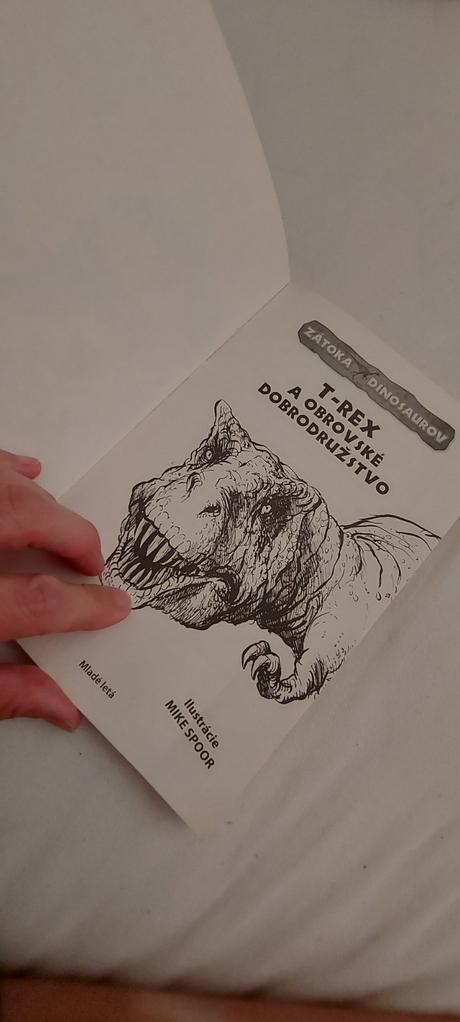 ZÁTOKA DINOSAUROV
T-REX
A OBROVSKÉ
DOBRODRUŽSTVO
Ilustrácie
MIKE SPOOR
Mladé letá